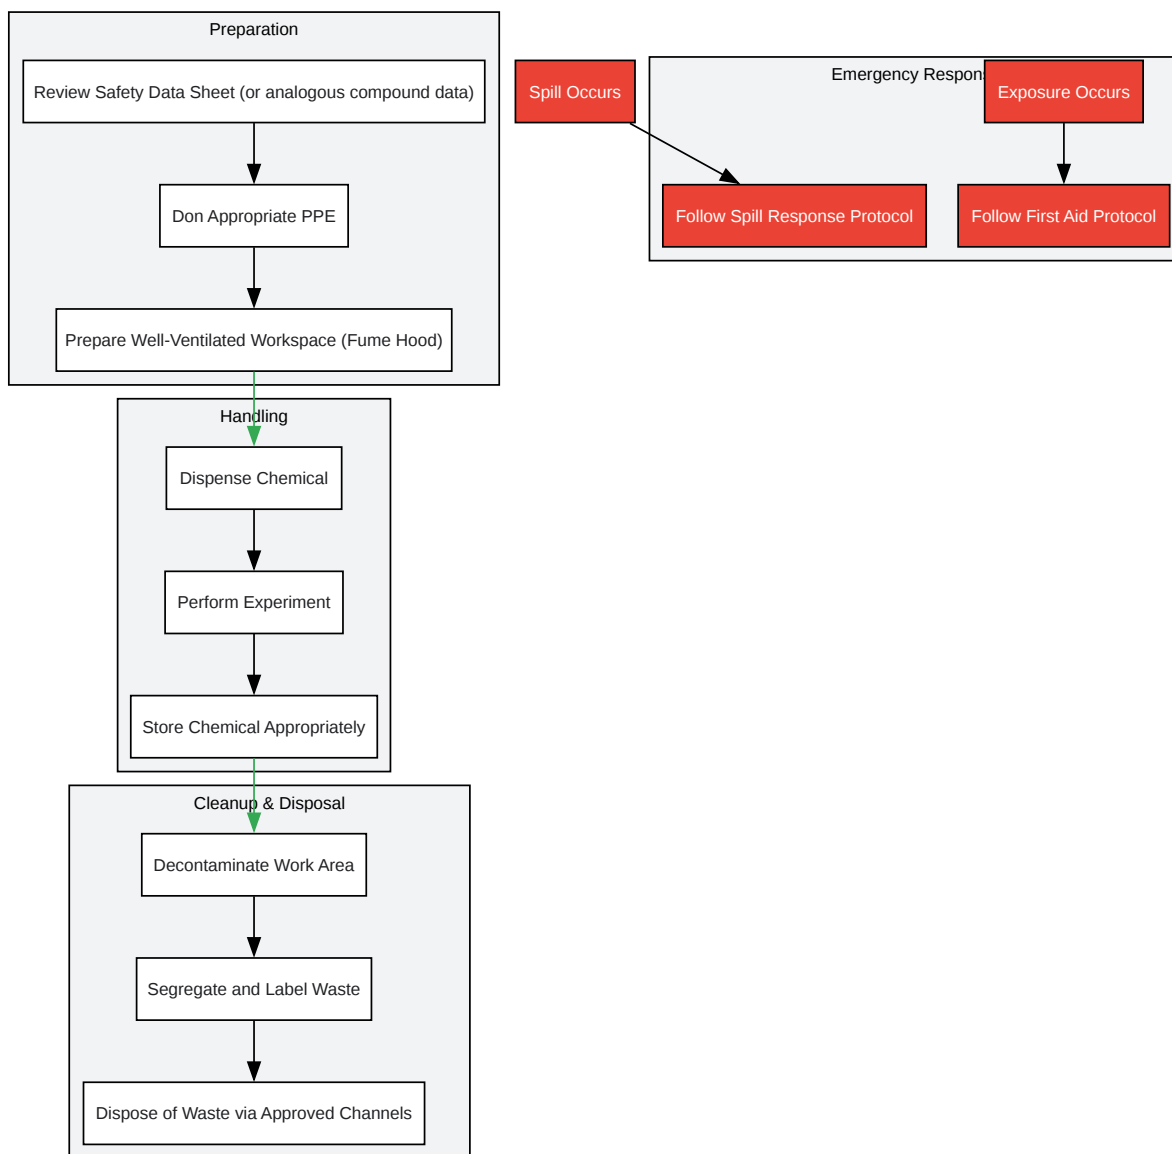 Preparation
Review Safety Data Sheet (or analogous compound data)
Don Appropriate PPE
Prepare Well-Ventilated Workspace (Fume Hood)
Handling
Dispense Chemical
Perform Experiment
Store Chemical Appropriately
Cleanup & Disposal
Decontaminate Work Area
Segregate and Label Waste
Dispose of Waste via Approved Channels
Spill Occurs
Emergency Respons
Exposure Occurs
Follow Spill Response Protocol
Follow First Aid Protocol